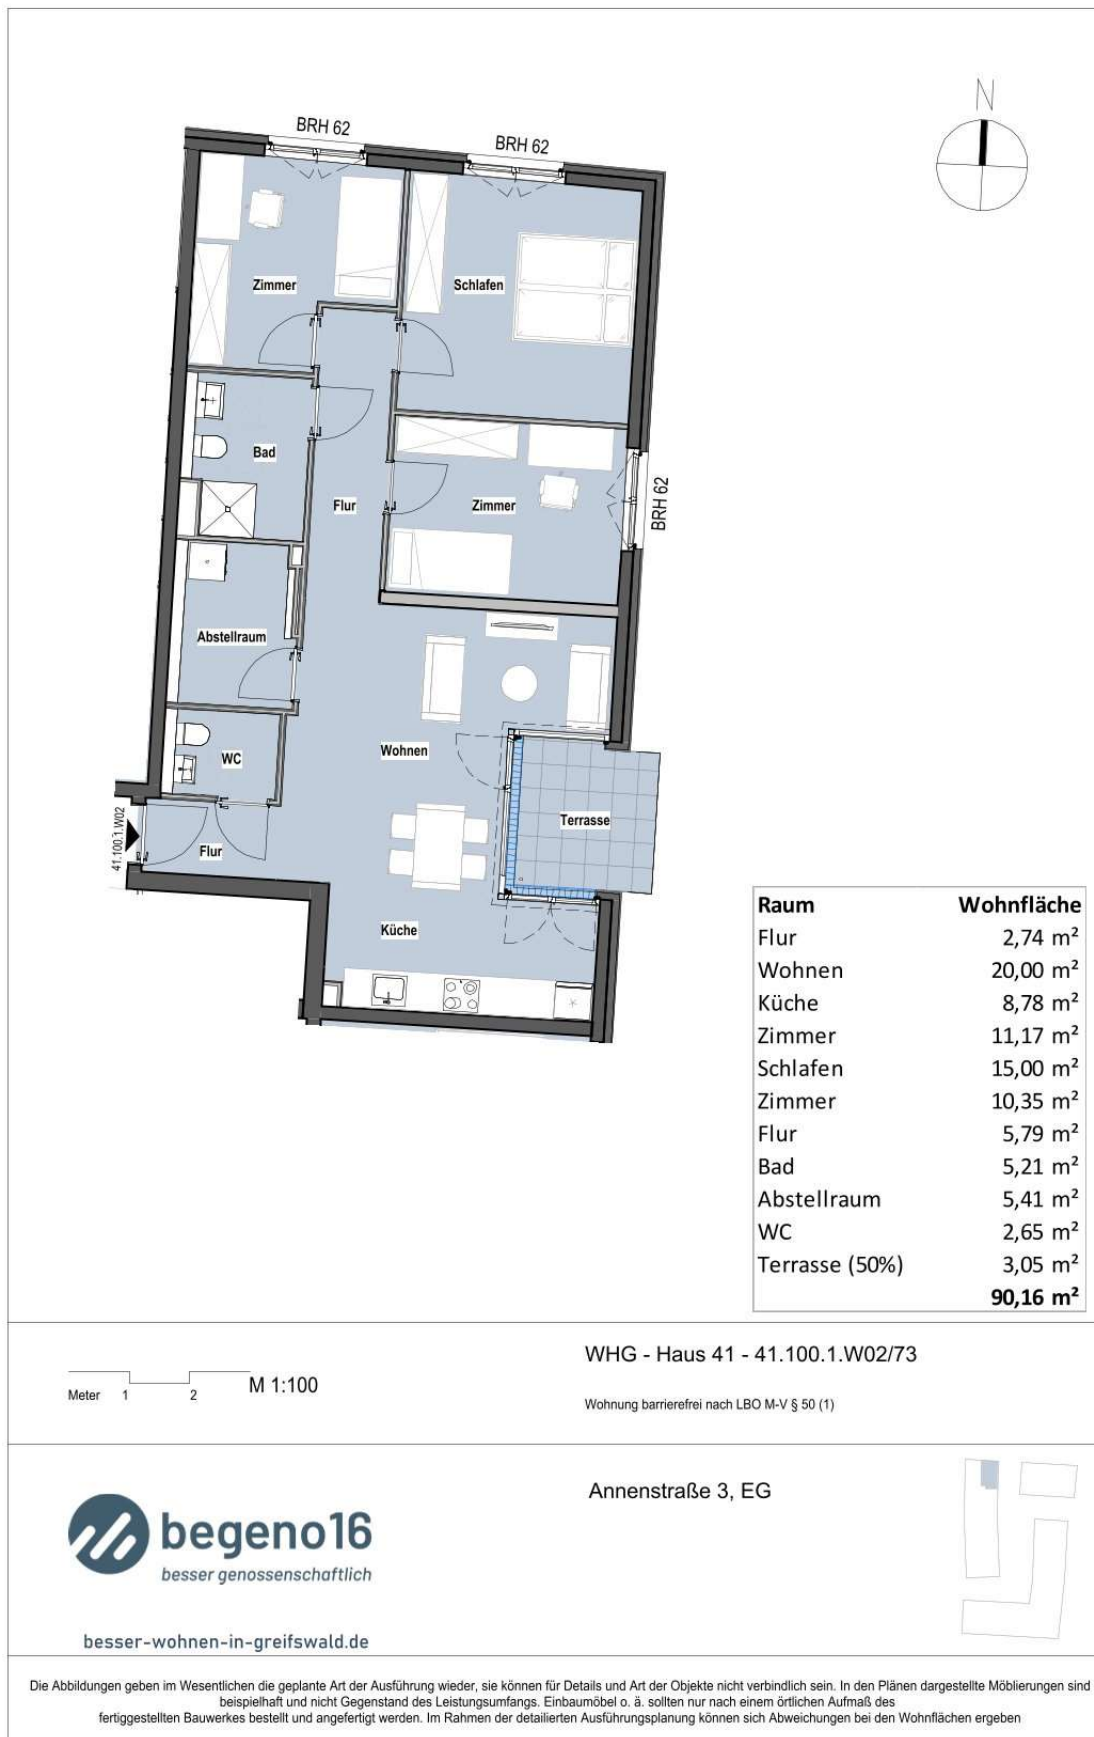 N
BRH 62
BRH 62
Zimmer
Schlafen
Bad
Flur
Zimmer
BRH 62
Abstellraum
Wohnen
WC
Terrasse
41.100.1.W02
Flur
Küche
Raum Wohnfläche
Flur 2,74 m²
Wohnen 20,00 m²
Küche 8,78 m²
Zimmer 11,17 m²
Schlafen 15,00 m²
Zimmer 10,35 m²
Flur 5,79 m²
Bad 5,21 m²
Abstellraum 5,41 m²
WC 2,65 m²
Terrasse (50%) 3,05 m²
90,16 m²
Meter 1 2 M 1:100
WHG - Haus 41 - 41.100.1.W02/73
Wohnung barrierefrei nach LBO M-V § 50 (1)
Annenstraße 3, EG
begeno16
besser genossenschaftlich
besser-wohnen-in-greifswald.de
Die Abbildungen geben im Wesentlichen die geplante Art der Ausführung wieder, sie können für Details und Art der Objekte nicht verbindlich sein. In den Plänen dargestellte Möblierungen sind
beispielhaft und nicht Gegenstand des Leistungsumfangs. Einbaumöbel o. ä. sollten nur nach einem örtlichen Aufmaß des
fertiggestellten Bauwerkes bestellt und angefertigt werden. Im Rahmen der detailierten Ausführungsplanung können sich Abweichungen bei den Wohnflächen ergeben